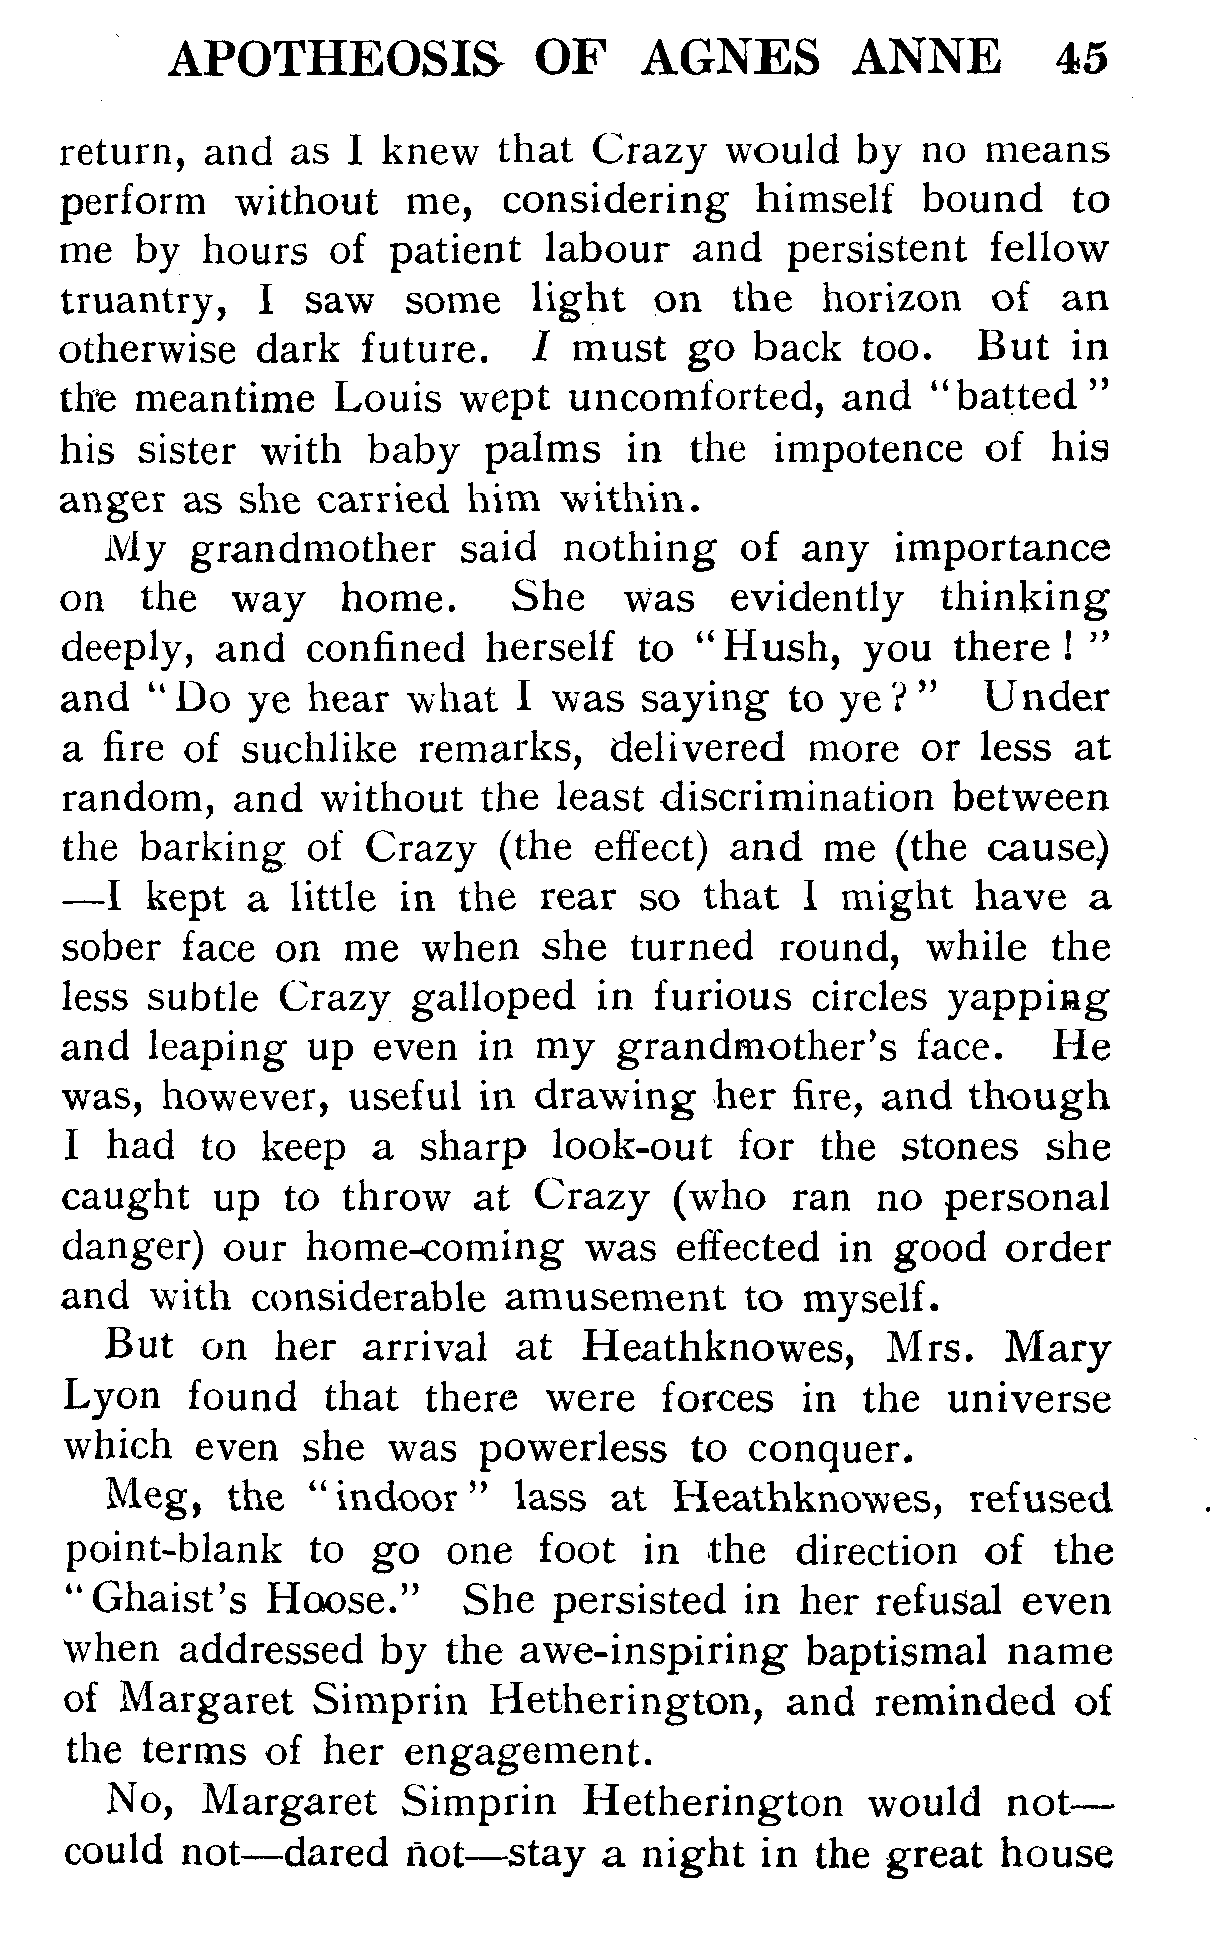 APOTHEOSIS OF AGNES ANNE 45
return, and as I knew that Crazy would by no means
perform without me, considering himself bound to
me by hours of patient labour and persistent fellow
truantry, I saw some light on the horizon of an
otherwise dark future. I must go back too. But in
the meantime Louis wept uncomforted, and "batted"
his sister with baby palms in the impotence of his
anger as she carried him within.
My grandmother said nothing of any importance
on the way home. She was evidently thinking
deeply, and confined herself to "Hush, you there!"
and "Do ye hear what I was saying to ye?" Under
a fire of suchlike remarks, delivered more or less at
random, and without the least discrimination between
the barking of Crazy (the effect) and me (the cause)
—I kept a little in the rear so that I might have a
sober face on me when she turned round, while the
less subtle Crazy galloped in furious circles yapping
and leaping up even in my grandmother's face. He
was, however, useful in drawing her fire, and though
I had to keep a sharp look-out for the stones she
caught up to throw at Crazy (who ran no personal
danger) our home-coming was effected in good order
and with considerable amusement to myself.
But on her arrival at Heathknowes, Mrs. Mary
Lyon found that there were forces in the universe
which even she was powerless to conquer.
Meg, the "indoor" lass at Heathknowes, refused
point-blank to go one foot in the direction of the
"Ghaist's Hoose." She persisted in her refusal even
when addressed by the awe-inspiring baptismal name
of Margaret Simprin Hetherington, and reminded of
the terms of her engagement.
No, Margaret Simprin Hetherington would not—
could not—dared not—stay a night in the great house